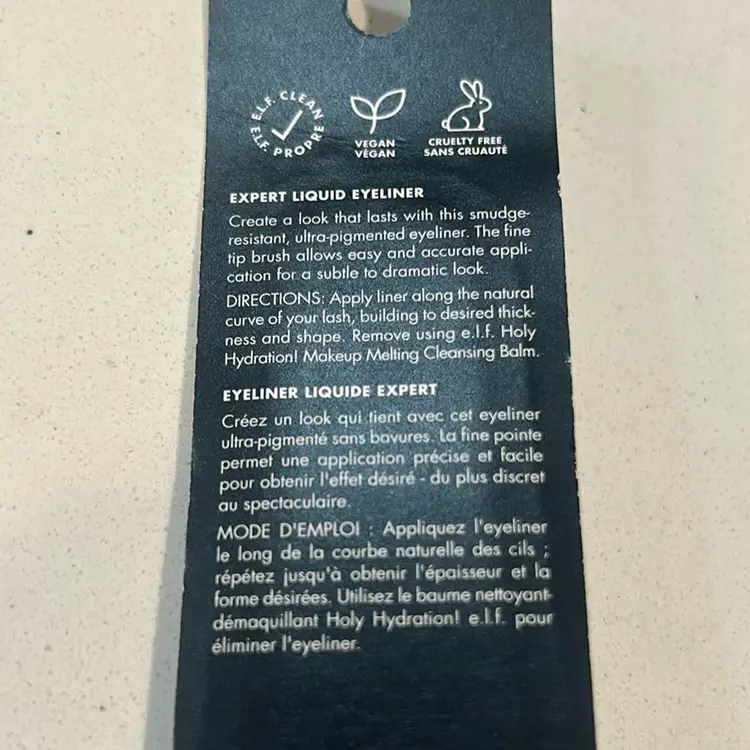 E.L.F. CLEAN
E.L.F. PROPRE
VEGAN
VÉGAN
CRUELTY FREE
SANS CRUAUTÉ
EXPERT LIQUID EYELINER
Create a look that lasts with this smudge-
resistant, ultra-pigmented eyeliner. The fine
tip brush allows easy and accurate appli-
cation for a subtle to dramatic look.
DIRECTIONS: Apply liner along the natural
curve of your lash, building to desired thick-
ness and shape. Remove using e.l.f. Holy
Hydration! Makeup Melting Cleansing Balm.
EYELINER LIQUIDE EXPERT
Créez un look qui tient avec cet eyeliner
ultra-pigmenté sans bavures. La fine pointe
permet une application précise et facile
pour obtenir l'effet désiré - du plus discret
au spectaculaire.
MODE D'EMPLOI : Appliquez l'eyeliner
le long de la courbe naturelle des cils ;
répétez jusqu'à obtenir l'épaisseur et la
forme désirées. Utilisez le baume nettoyant-
démaquillant Holy Hydration! e.l.f. pour
éliminer l'eyeliner.